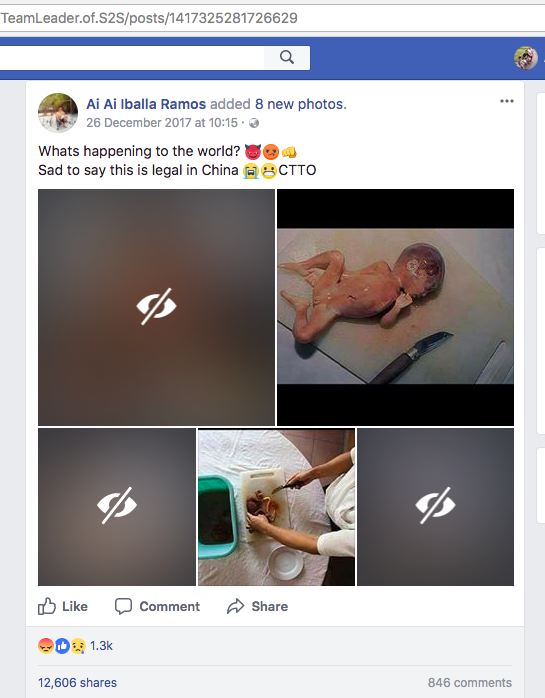 TeamLeader.of.S2S/posts/1417325281726629
Ai Ai Iballa Ramos added 8 new photos.
26 December 2017 at 10:15 ·
Whats happening to the world? 👿😡👊
Sad to say this is legal in China 😭😬CTTO
Like Comment Share
1.3k
12,606 shares 846 comments